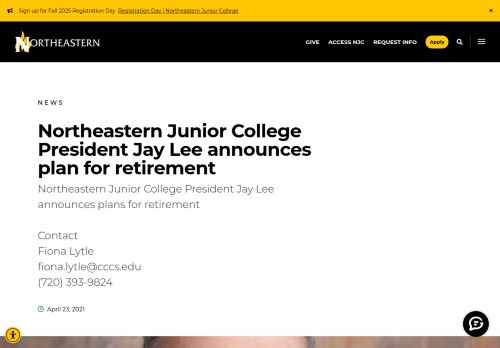 Sign up for Fall 2025 Registration Day Registration Day | Northeastern Junior College ×
NORTHEASTERN GIVE ACCESS NJC REQUEST INFO Apply
NEWS
Northeastern Junior College
President Jay Lee announces
plan for retirement
Northeastern Junior College President Jay Lee
announces plans for retirement
Contact
Fiona Lytle
fiona.lytle@cccs.edu
(720) 393-9824
April 23, 2021